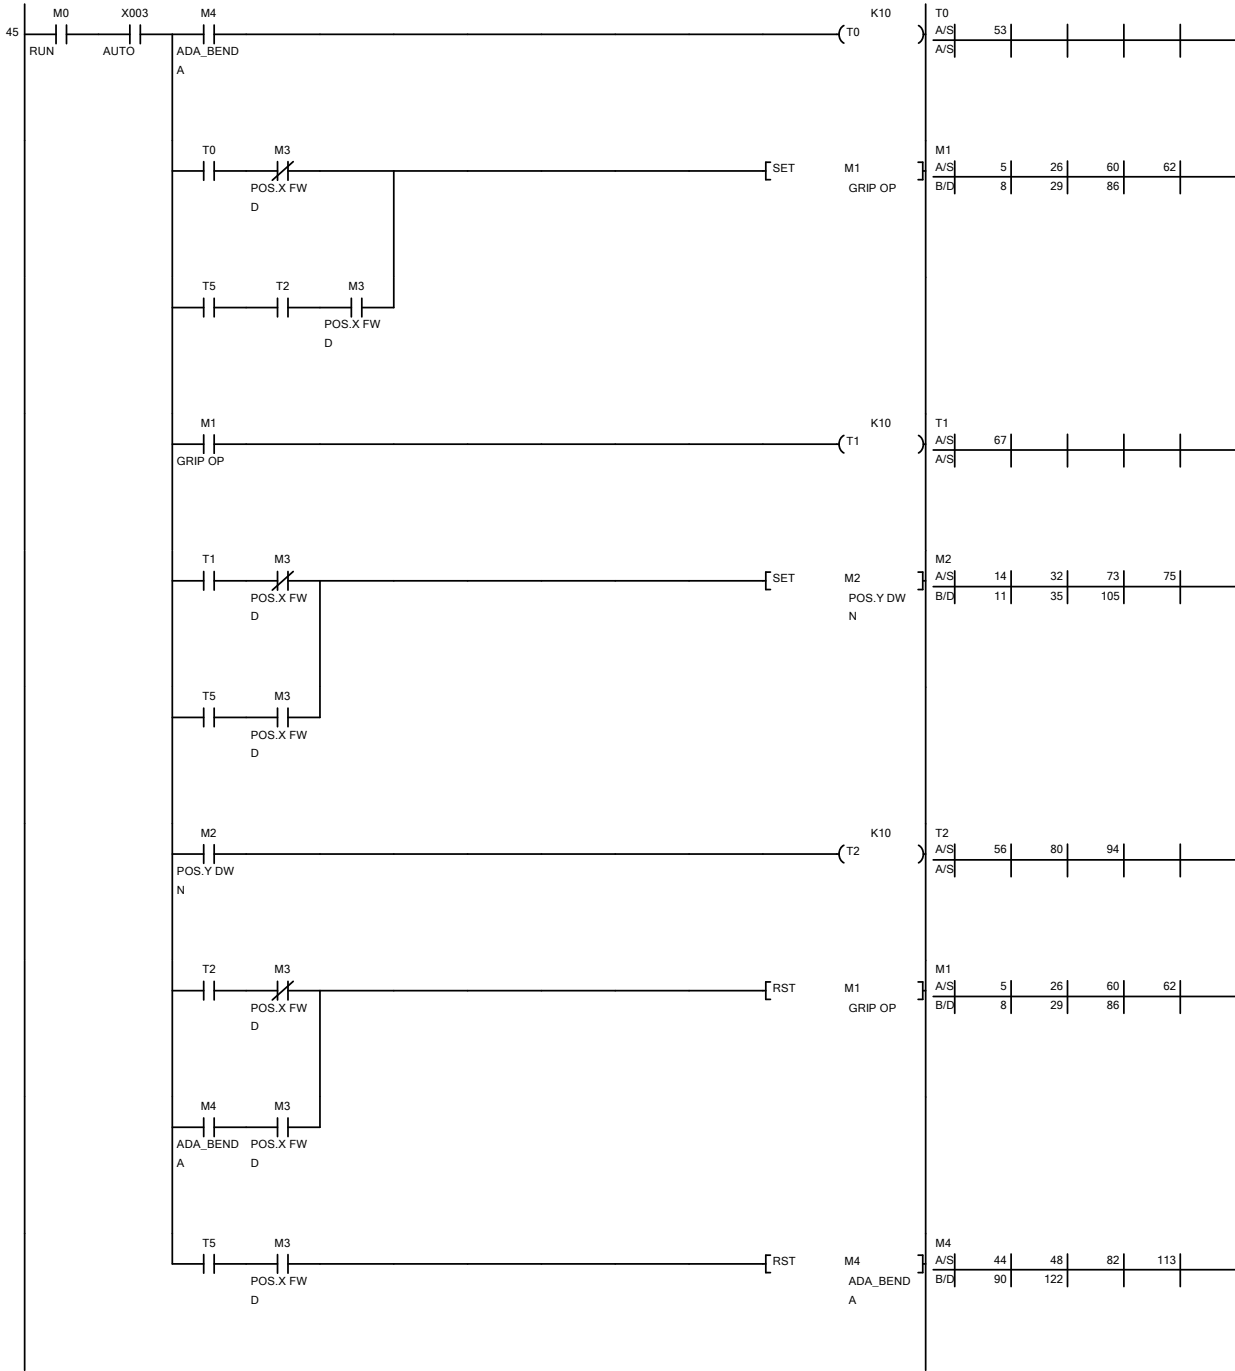 M0 X003 M4 K10 T0
45 T0 A/S 53
RUN AUTO ADA_BEND A/S
A
T0 M3 M1
SET M1 A/S 5 26 60 62
POS.X FW GRIP OP B/D 8 29 86
D
T5 T2 M3
POS.X FW
D
M1 K10 T1
T1 A/S 67
GRIP OP A/S
T1 M3 M2
SET M2 A/S 14 32 73 75
POS.X FW POS.Y DW B/D 11 35 105
D N
T5 M3
POS.X FW
D
M2 K10 T2
T2 A/S 56 80 94
POS.Y DW A/S
N
T2 M3 M1
RST M1 A/S 5 26 60 62
POS.X FW GRIP OP B/D 8 29 86
D
M4 M3
ADA_BEND POS.X FW
A D
T5 M3 M4
RST M4 A/S 44 48 82 113
POS.X FW ADA_BEND B/D 90 122
D A